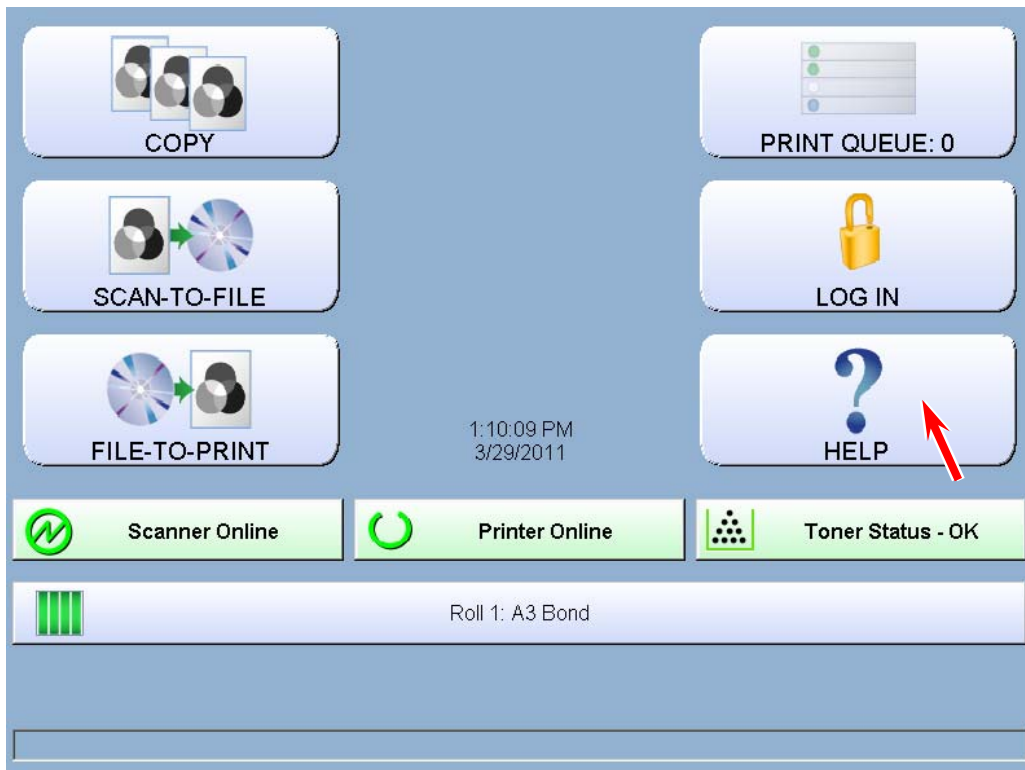 COPY
PRINT QUEUE: 0
SCAN-TO-FILE
LOG IN
FILE-TO-PRINT
1:10:09 PM
3/29/2011
HELP
Scanner Online
Printer Online
Toner Status - OK
Roll 1: A3 Bond